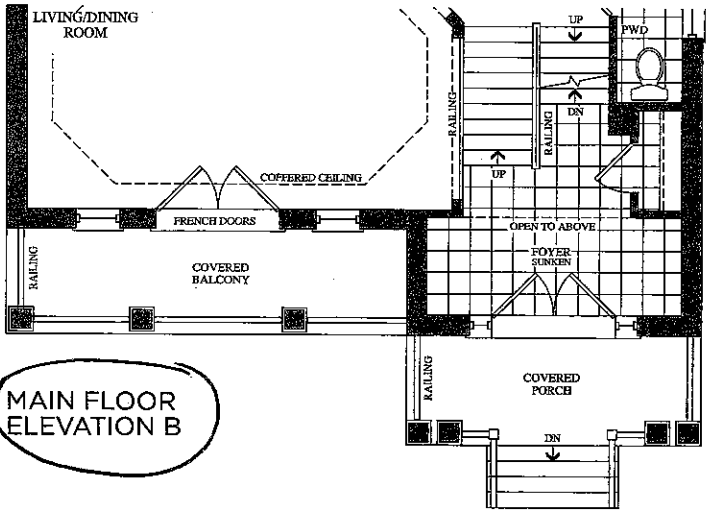 LIVING/DINING
ROOM
UP
PWD
RAILING
RAILING
DN
UP
COFFERED CEILING
FRENCH DOORS
OPEN TO ABOVE
FOYER
SUNKEN
RAILING
COVERED
BALCONY
MAIN FLOOR
ELEVATION B
RAILING
COVERED
PORCH
DN